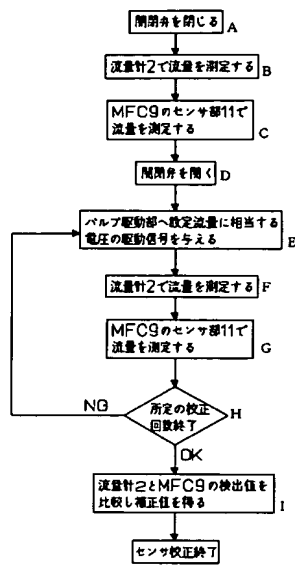 開閉弁を閉じる
A
流量計2で流量を測定する
B
MFC9のセンサ部11で
流量を測定する
C
開閉弁を開く
D
バルブ駆動部へ設定流量に相当する
電圧の駆動信号を与える
E
流量計2で流量を測定する
F
MFC9のセンサ部11で
流量を測定する
G
NG
所定の校正
回数終了
H
OK
流量計2とMFC9の検出値を
比較し補正値を得る
I
センサ校正終了